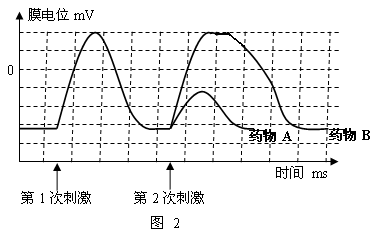 膜电位 mV
0
药物 A
药物 B
时间 ms
第 1 次刺激
第 2 次刺激
图 2